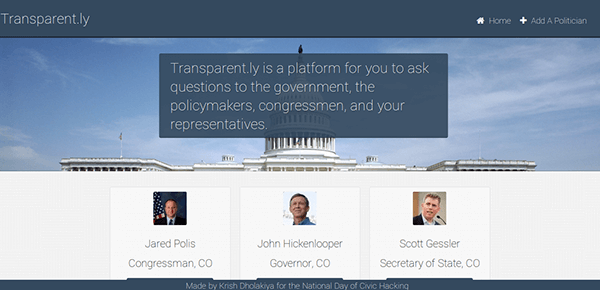 Transparent.ly
Home Add A Politician
Transparent.ly is a platform for you to ask
questions to the government, the
policymakers, congressmen, and your
representatives.
Jared Polis
Congressman, CO
John Hickenlooper
Governor, CO
Scott Gessler
Secretary of State, CO
Made by Krish Dholakiya for the National Day of Civic Hacking